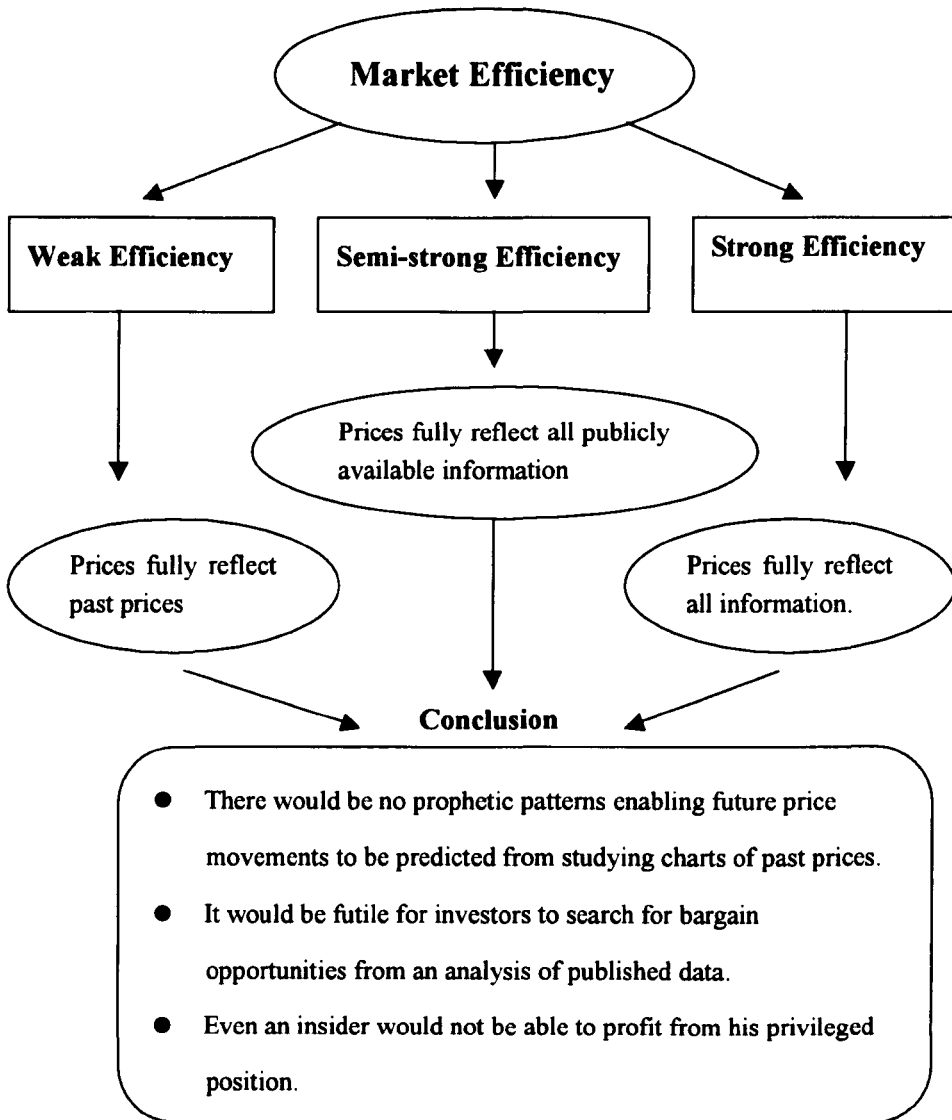 Market Efficiency
Weak Efficiency
Semi-strong Efficiency
Strong Efficiency
Prices fully reflect all publicly
available information
Prices fully reflect
past prices
Prices fully reflect
all information.
Conclusion
● There would be no prophetic patterns enabling future price
movements to be predicted from studying charts of past prices.
● It would be futile for investors to search for bargain
opportunities from an analysis of published data.
● Even an insider would not be able to profit from his privileged
position.